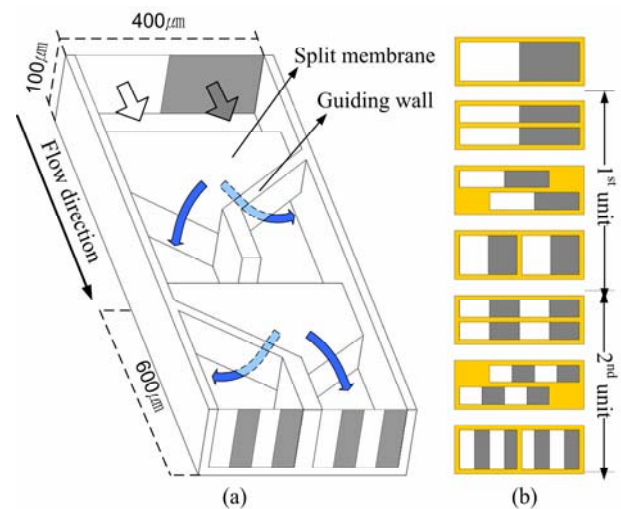 400㎛
100㎛
Split membrane
Guiding wall
Flow direction
600㎛
1st unit
2nd unit
(a)
(b)